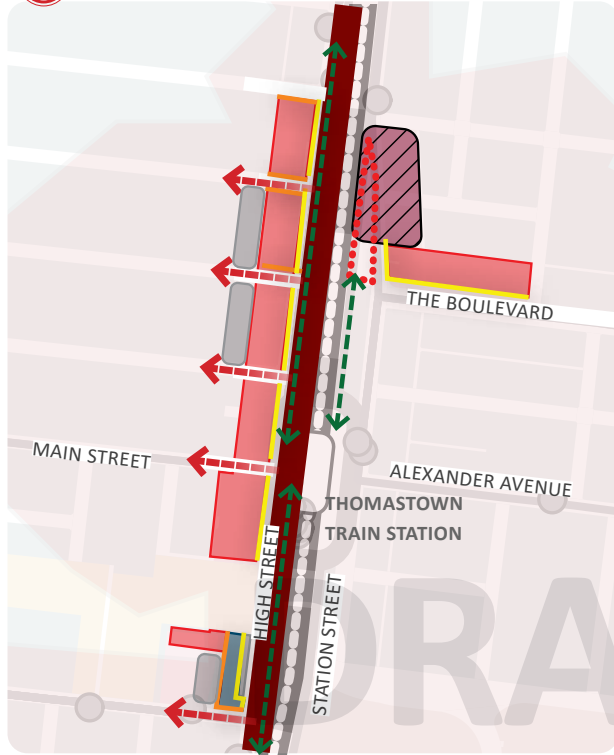 THE BOULEVARD
MAIN STREET
ALEXANDER AVENUE
THOMASTOWN
TRAIN STATION
HIGH STREET
STATION STREET
DRA